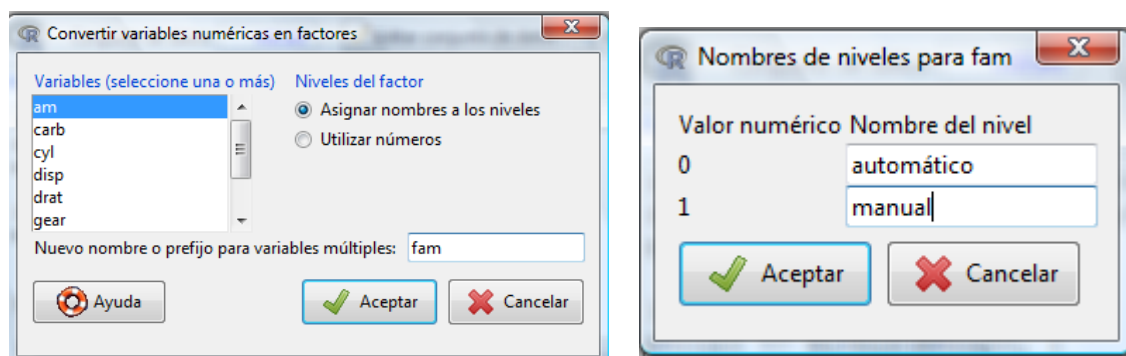 Convertir variables numéricas en factores
Variables (seleccione una o más)
am
carb
cyl
disp
drat
gear
Niveles del factor
Asignar nombres a los niveles
Utilizar números
Nuevo nombre o prefijo para variables múltiples: fam
Ayuda Aceptar Cancelar
Nombres de niveles para fam
Valor numérico Nombre del nivel
0 automático
1 manual
Aceptar Cancelar